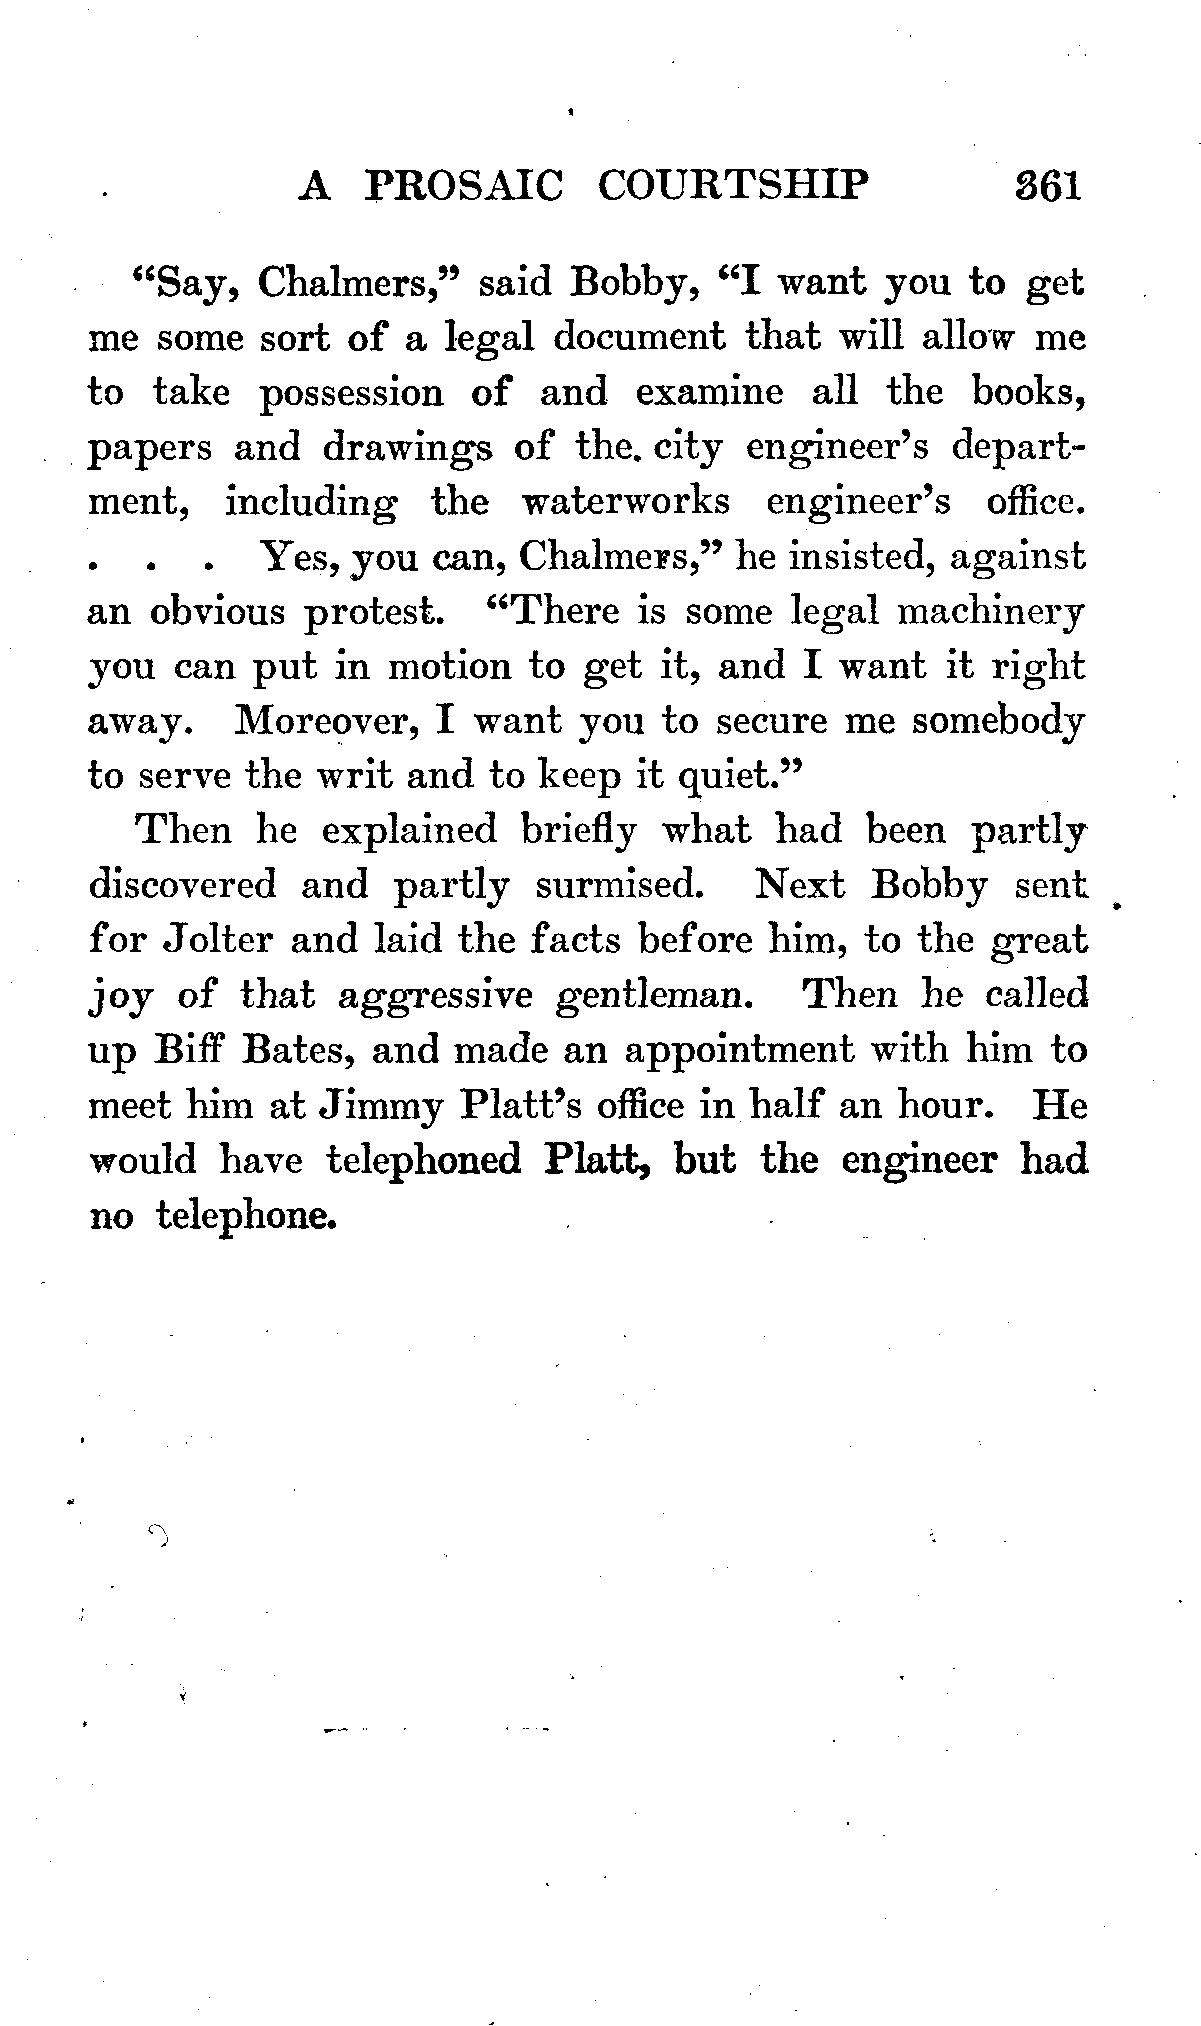 A PROSAIC COURTSHIP 361
"Say, Chalmers," said Bobby, "I want you to get
me some sort of a legal document that will allow me
to take possession of and examine all the books,
papers and drawings of the. city engineer's depart-
ment, including the waterworks engineer's office.
. . . Yes, you can, Chalmers," he insisted, against
an obvious protest. "There is some legal machinery
you can put in motion to get it, and I want it right
away. Moreover, I want you to secure me somebody
to serve the writ and to keep it quiet."
Then he explained briefly what had been partly
discovered and partly surmised. Next Bobby sent
for Jolter and laid the facts before him, to the great
joy of that aggressive gentleman. Then he called
up Biff Bates, and made an appointment with him to
meet him at Jimmy Platt's office in half an hour. He
would have telephoned Platt, but the engineer had
no telephone.